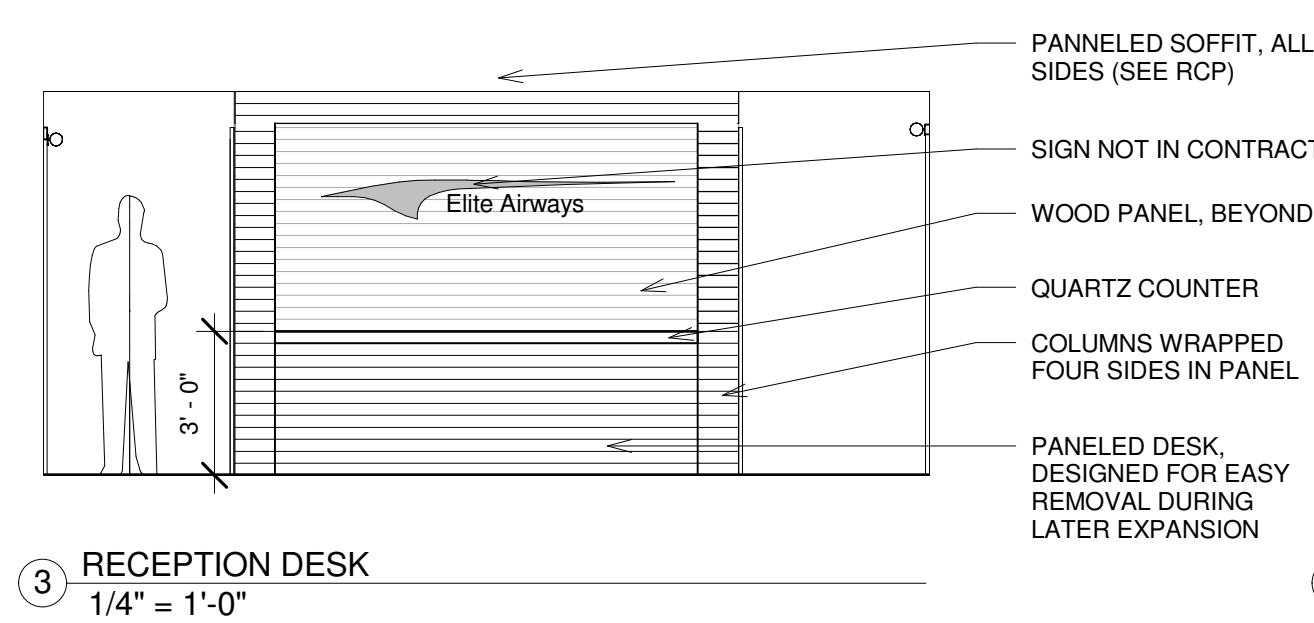 PANNELED SOFFIT, ALL
SIDES (SEE RCP)
SIGN NOT IN CONTRACT
Elite Airways
WOOD PANEL, BEYOND
QUARTZ COUNTER
COLUMNS WRAPPED
FOUR SIDES IN PANEL
3' - 0"
PANELED DESK,
DESIGNED FOR EASY
REMOVAL DURING
LATER EXPANSION
3
RECEPTION DESK
1/4" = 1'-0"